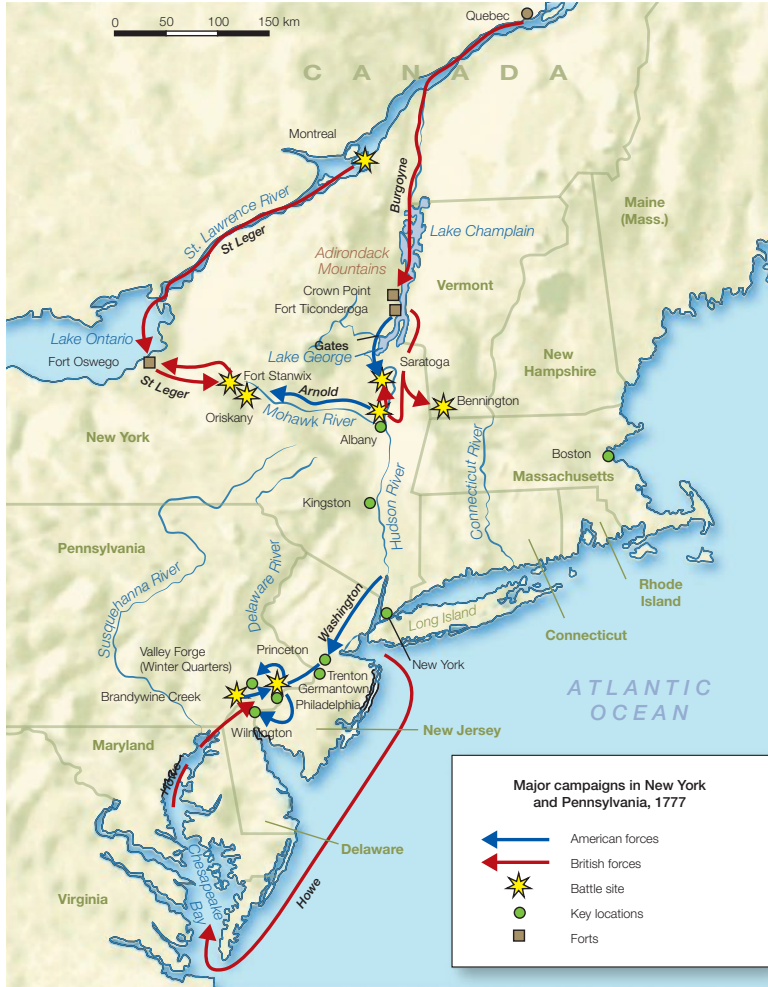 0 50 100 150 km
Quebec
CANADA
Montreal
Burgoyne
St. Lawrence River
St Leger
Maine
(Mass.)
Lake Champlain
Adirondack
Mountains
Crown Point
Fort Ticonderoga
Vermont
Lake Ontario
Gates
Lake George
Fort Oswego
Saratoga
New
Hampshire
St Leger
Fort Stanwix
Arnold
Bennington
Oriskany
Mohawk River
New York
Albany
Boston
Massachusetts
Connecticut River
Hudson River
Kingston
Pennsylvania
Delaware River
Susquehanna River
Rhode
Island
Washington
Long Island
Connecticut
Valley Forge
(Winter Quarters)
Princeton
New York
Trenton
Germantown
Brandywine Creek
Philadelphia
ATLANTIC
OCEAN
Wilmington
New Jersey
Maryland
Howe
Delaware
Chesapeake
Bay
Howe
Virginia
Major campaigns in New York
and Pennsylvania, 1777
American forces
British forces
Battle site
Key locations
Forts